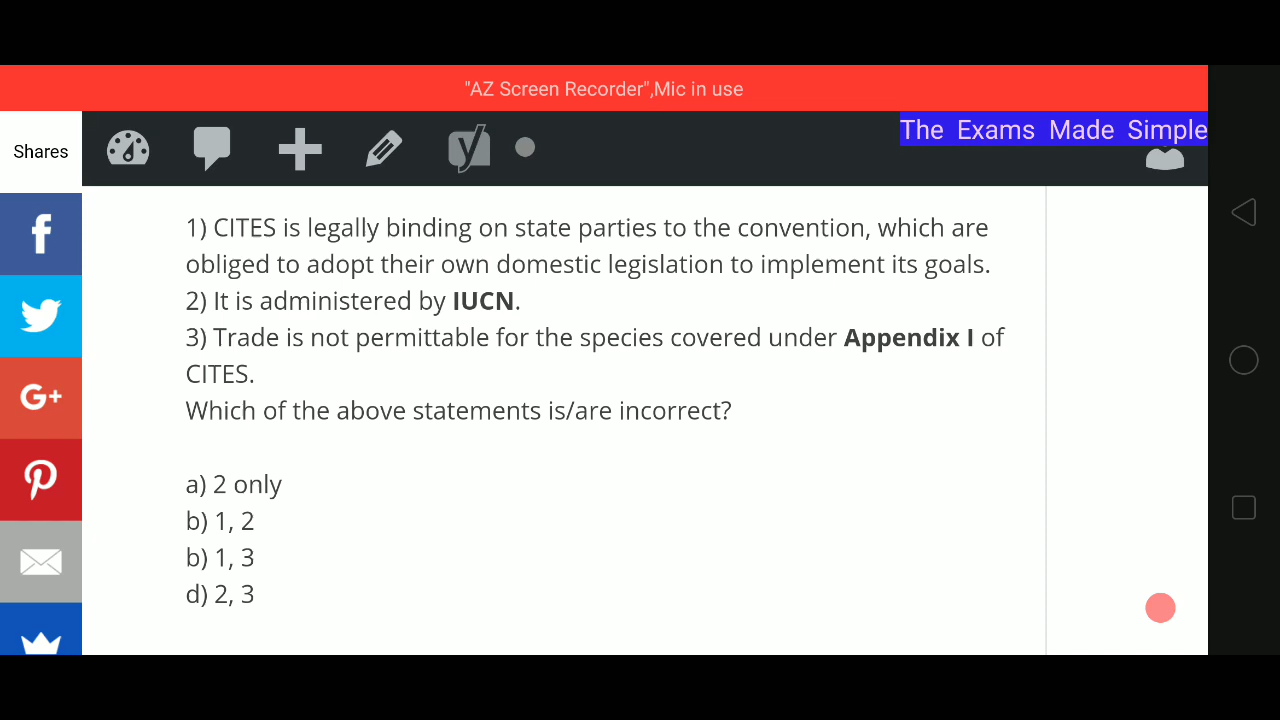 "AZ Screen Recorder",Mic in use
The Exams Made Simple
Shares
1) CITES is legally binding on state parties to the convention, which are
obliged to adopt their own domestic legislation to implement its goals.
2) It is administered by IUCN.
3) Trade is not permittable for the species covered under Appendix I of
CITES.
Which of the above statements is/are incorrect?
a) 2 only
b) 1, 2
b) 1, 3
d) 2, 3